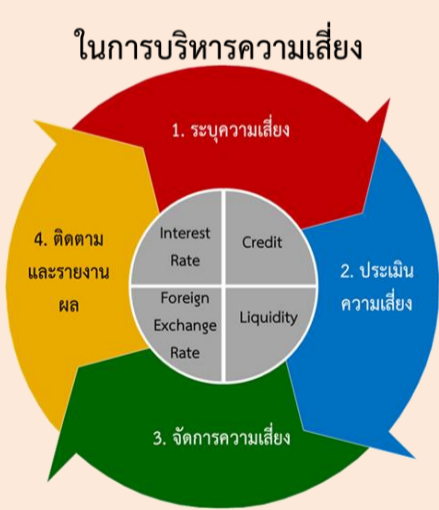 ในการบริหารความเสี่ยง
1. ระบุความเสี่ยง
2. ประเมิน
ความเสี่ยง
3. จัดการความเสี่ยง
4. ติดตาม
และรายงาน
ผล
Interest
Rate
Credit
Foreign
Exchange
Rate
Liquidity